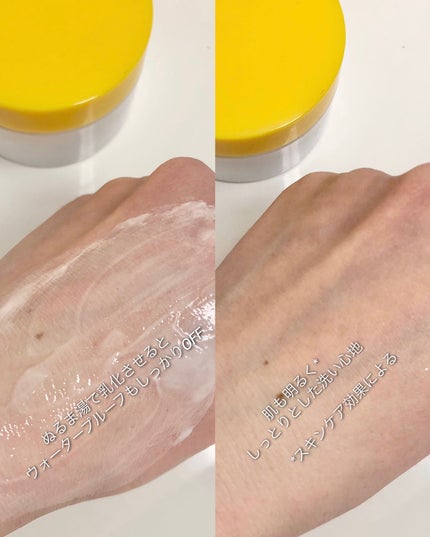 ぬるま湯で乳化させると
ウォータープルーフもしっかりOFF
肌も明るく*
しっとりとした洗い心地
*スキンケア効果による